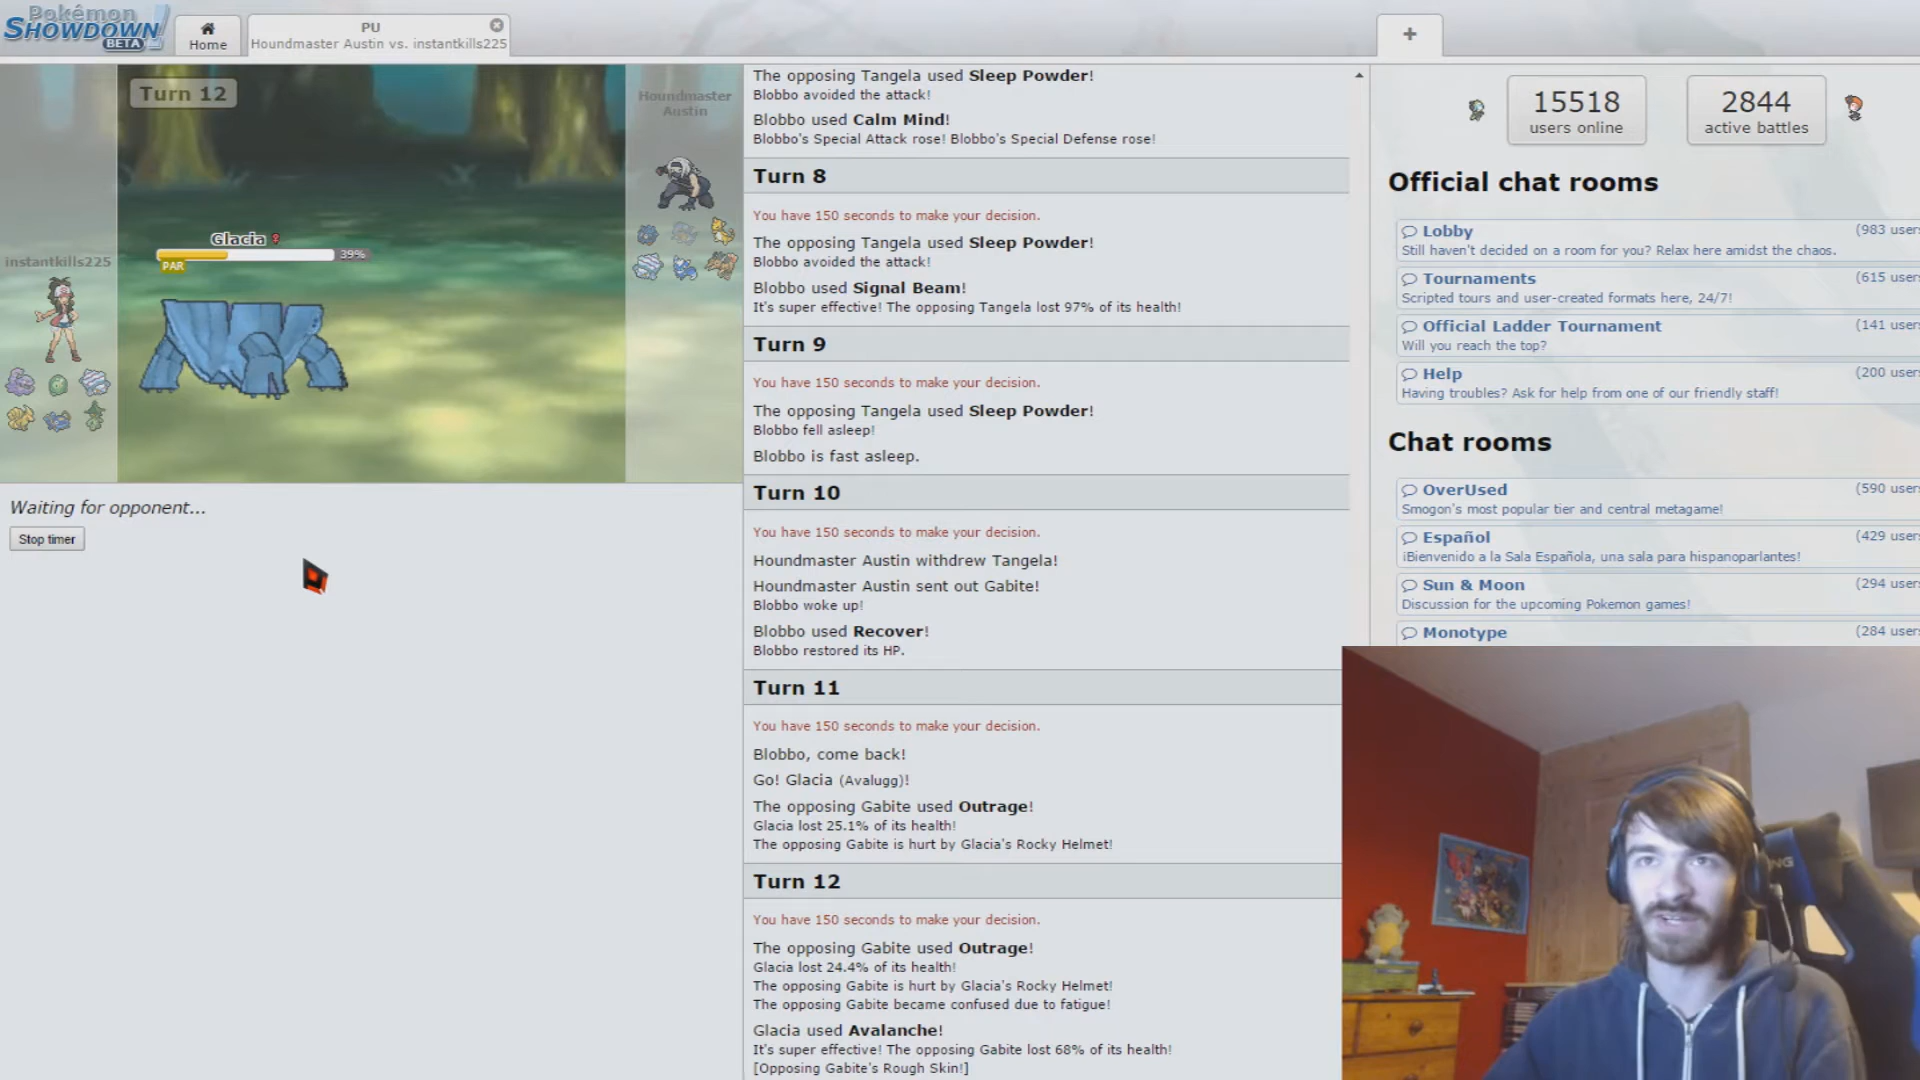 Pokémon
SHOWDOWN!
BETA
Home
PU
Houndmaster Austin vs. instantkills225
+
Turn 12
Houndmaster
Austin
instantkills225
Glacia
39%
PAR
Waiting for opponent...
Stop timer
The opposing Tangela used Sleep Powder!
Blobbo avoided the attack!
Blobbo used Calm Mind!
Blobbo's Special Attack rose! Blobbo's Special Defense rose!
Turn 8
You have 150 seconds to make your decision.
The opposing Tangela used Sleep Powder!
Blobbo avoided the attack!
Blobbo used Signal Beam!
It's super effective! The opposing Tangela lost 97% of its health!
Turn 9
You have 150 seconds to make your decision.
The opposing Tangela used Sleep Powder!
Blobbo fell asleep!
Blobbo is fast asleep.
Turn 10
You have 150 seconds to make your decision.
Houndmaster Austin withdrew Tangela!
Houndmaster Austin sent out Gabite!
Blobbo woke up!
Blobbo used Recover!
Blobbo restored its HP.
Turn 11
You have 150 seconds to make your decision.
Blobbo, come back!
Go! Glacia (Avalugg)!
The opposing Gabite used Outrage!
Glacia lost 25.1% of its health!
The opposing Gabite is hurt by Glacia's Rocky Helmet!
Turn 12
You have 150 seconds to make your decision.
The opposing Gabite used Outrage!
Glacia lost 24.4% of its health!
The opposing Gabite is hurt by Glacia's Rocky Helmet!
The opposing Gabite became confused due to fatigue!
Glacia used Avalanche!
It's super effective! The opposing Gabite lost 68% of its health!
[Opposing Gabite's Rough Skin!]
15518
users online
2844
active battles
Official chat rooms
Lobby (983 users
Still haven't decided on a room for you? Relax here amidst the chaos.
Tournaments (615 users
Scripted tours and user-created formats here, 24/7!
Official Ladder Tournament (141 users
Will you reach the top?
Help (200 users
Having troubles? Ask for help from one of our friendly staff!
Chat rooms
OverUsed (590 users
Smogon's most popular tier and central metagame!
Español (429 users
¡Bienvenido a la Sala Española, una sala para hispanoparlantes!
Sun & Moon (294 users
Discussion for the upcoming Pokemon games!
Monotype (284 users